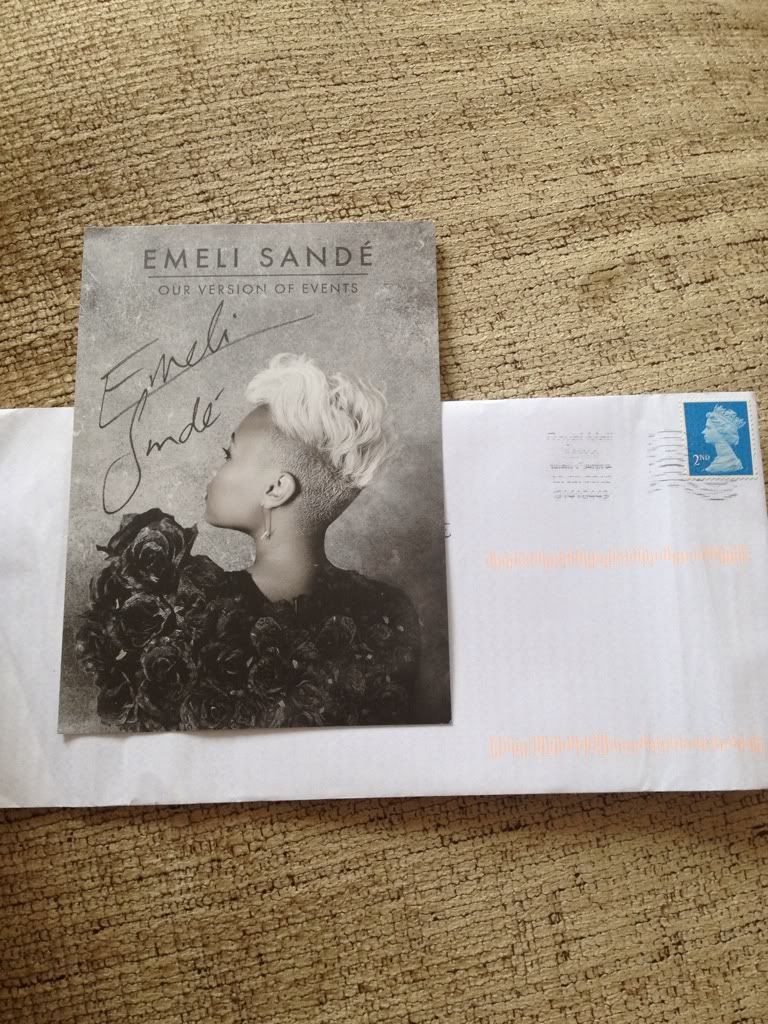 EMELI SANDÉ
OUR VERSION OF EVENTS
Emeli
Sandé
2ND